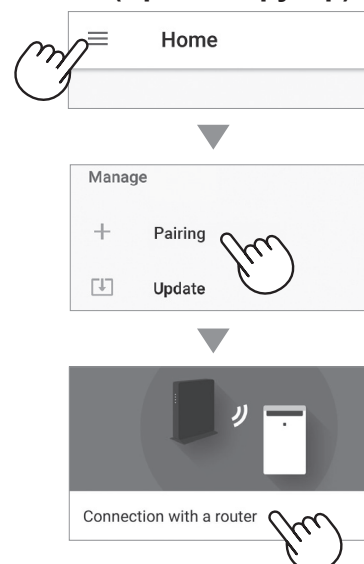 Home
Manage
Pairing
Update
Connection with a router